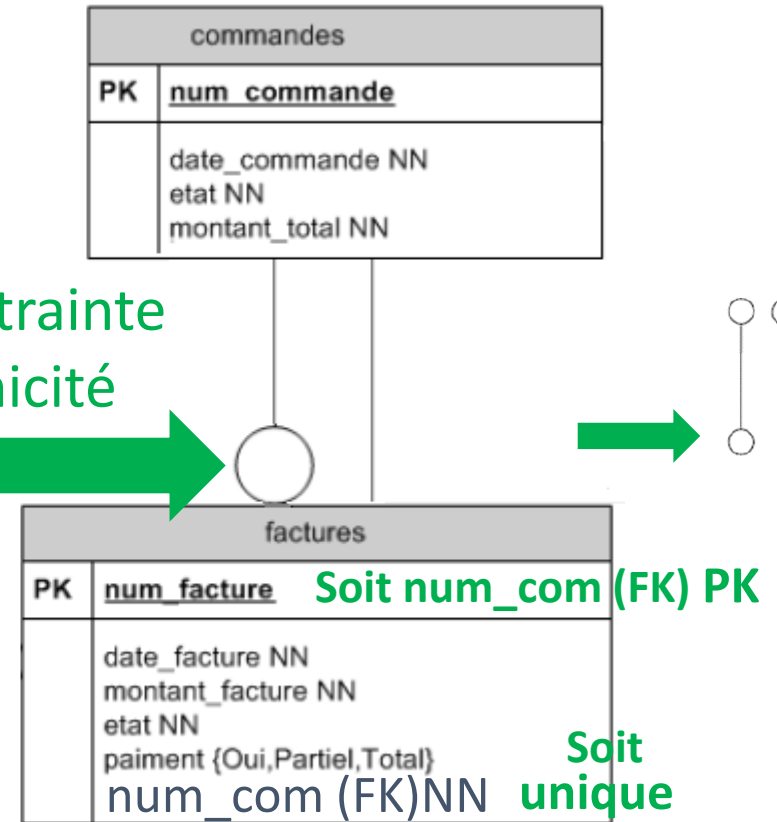 commandes
PK num_commande
date_commande NN
etat NN
montant_total NN
trainte
nicité
factures
PK num_facture Soit num_com (FK) PK
date_facture NN
montant_facture NN
etat NN
paiment {Oui,Partiel,Total}
num_com (FK)NN Soit unique